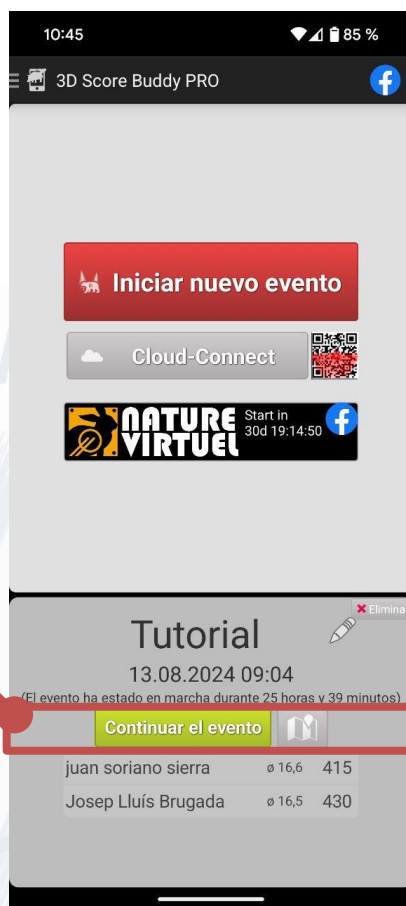 10:45 85 %
3D Score Buddy PRO
Iniciar nuevo evento
Cloud-Connect
NATURE VIRTUEL
Start in
30d 19:14:50
Elimina
Tutorial
13.08.2024 09:04
(El evento ha estado en marcha durante 25 horas y 39 minutos)
Continuar el evento
juan soriano sierra ø 16,6 415
Josep Lluís Brugada ø 16,5 430